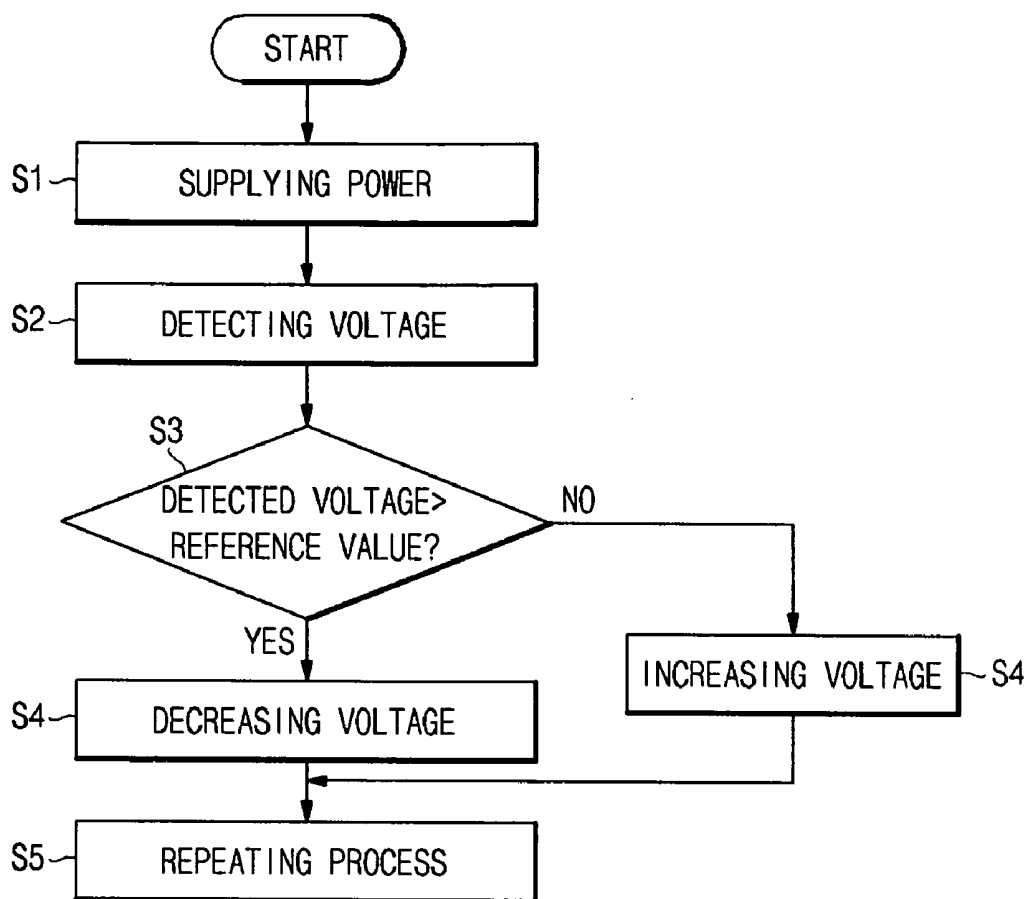 START
S1
SUPPLYING POWER
S2
DETECTING VOLTAGE
S3
DETECTED VOLTAGE>
REFERENCE VALUE?
NO
YES
INCREASING VOLTAGE
S4
S4
DECREASING VOLTAGE
S5
REPEATING PROCESS